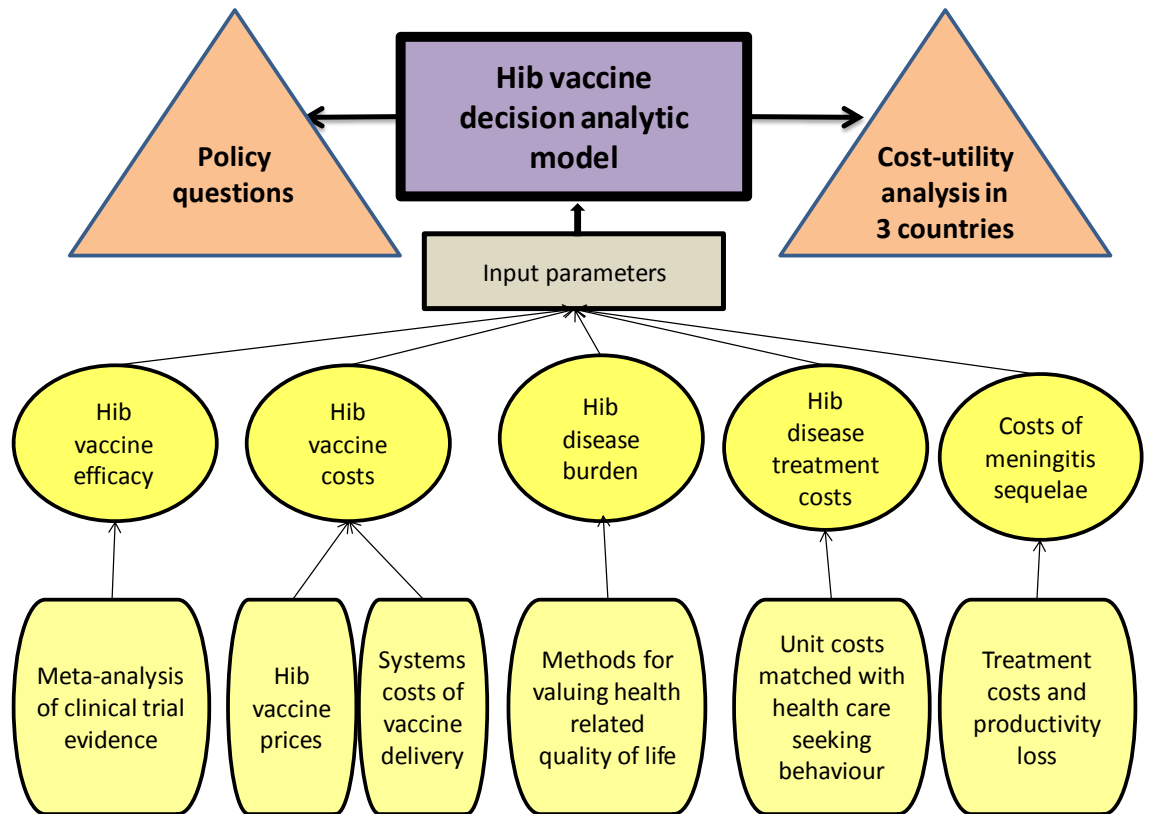 Hib vaccine
decision analytic
model
Policy
questions
Cost-utility
analysis in
3 countries
Input parameters
Hib
vaccine
efficacy
Hib
vaccine
costs
Hib
disease
burden
Hib
disease
treatment
costs
Costs of
meningitis
sequelae
Meta-analysis
of clinical trial
evidence
Hib
vaccine
prices
Systems
costs of
vaccine
delivery
Methods for
valuing health
related
quality of life
Unit costs
matched with
health care
seeking
behaviour
Treatment
costs and
productivity
loss